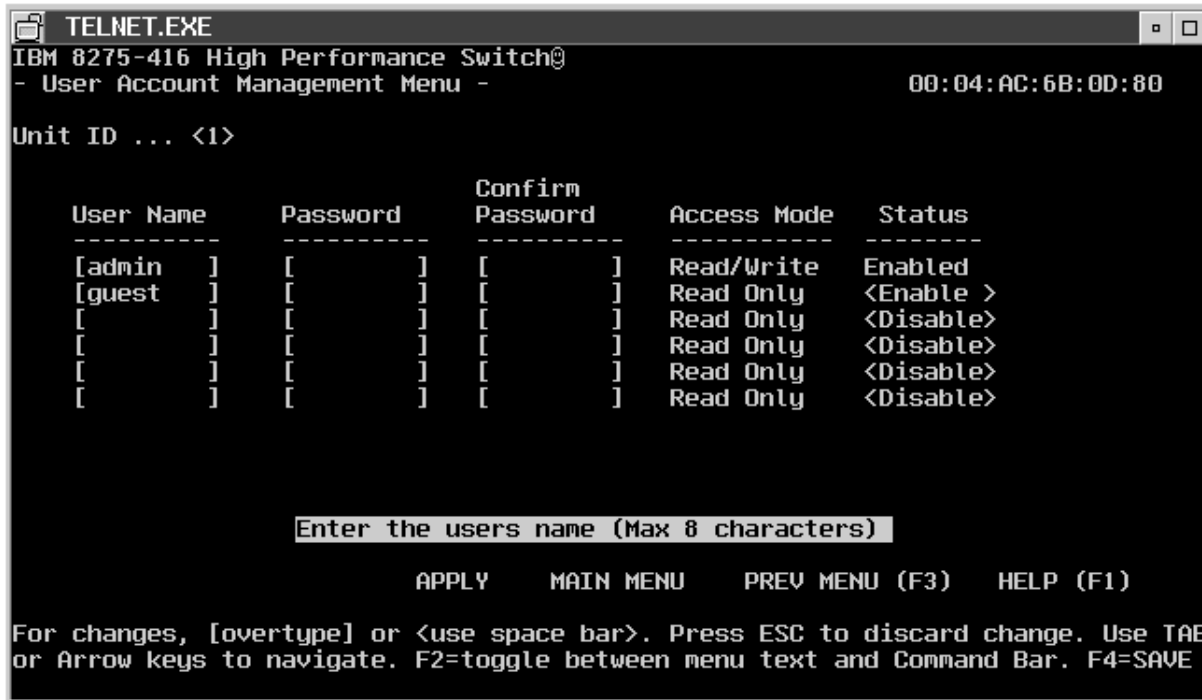 TELNET.EXE
IBM 8275-416 High Performance Switch@
- User Account Management Menu -                            00:04:AC:6B:0D:80
Unit ID ... <1>
Confirm
User Name     Password     Password     Access Mode   Status
----------    ----------   ----------   -----------   --------
[admin   ]    [        ]   [        ]   Read/Write   Enabled
[guest   ]    [        ]   [        ]   Read Only    <Enable >
[        ]    [        ]   [        ]   Read Only    <Disable>
[        ]    [        ]   [        ]   Read Only    <Disable>
[        ]    [        ]   [        ]   Read Only    <Disable>
[        ]    [        ]   [        ]   Read Only    <Disable>
Enter the users name (Max 8 characters)
APPLY    MAIN MENU    PREV MENU (F3)   HELP (F1)
For changes, [overtype] or <use space bar>. Press ESC to discard change. Use TAB
or Arrow keys to navigate. F2=toggle between menu text and Command Bar. F4=SAVE